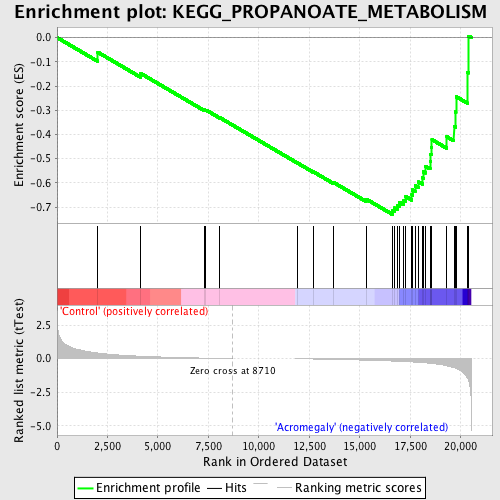 Enrichment plot: KEGG_PROPANOATE_METABOLISM
Enrichment score (ES)
0.0
-0.1
-0.2
-0.3
-0.4
-0.5
-0.6
-0.7
'Control' (positively correlated)
Ranked list metric (tTest)
2.5
0.0
-2.5
-5.0
Zero cross at 8710
'Acromegaly' (negatively correlated)
0
2,500
5,000
7,500
10,000
12,500
15,000
17,500
20,000
Rank in Ordered Dataset
Enrichment profile
Hits
Ranking metric scores